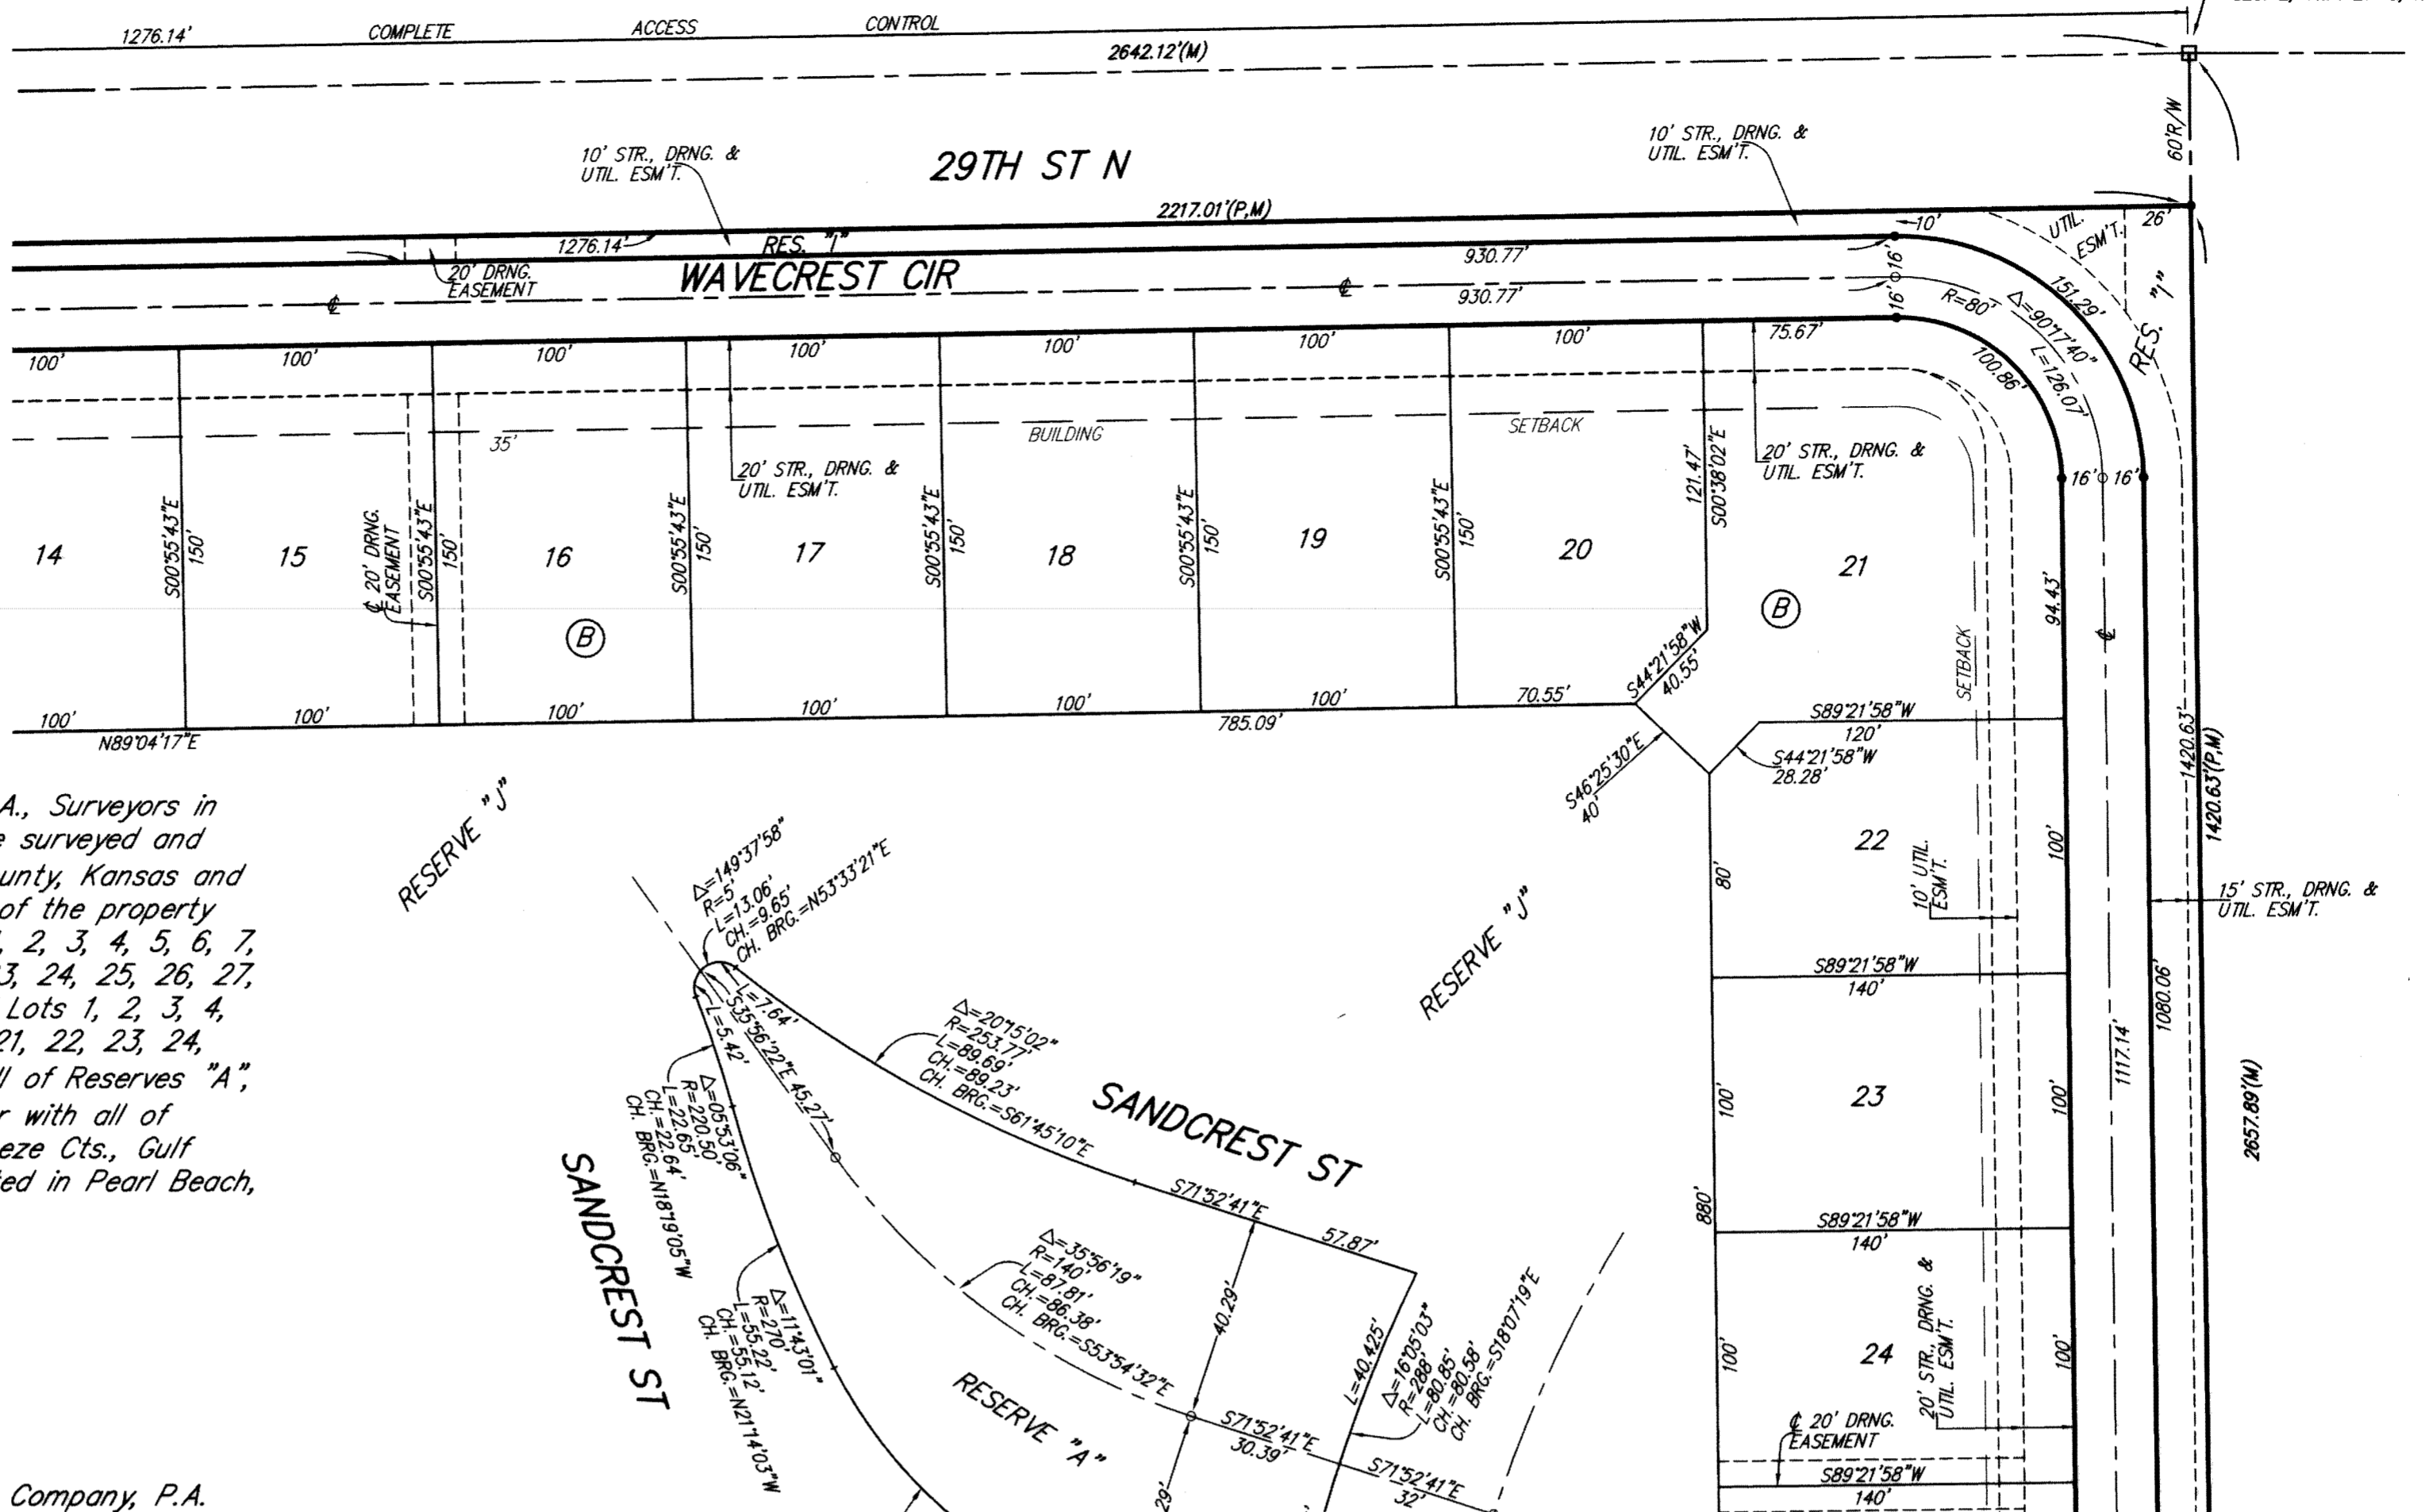 1276.14' COMPLETE ACCESS CONTROL
2642.12'(M)
60'R/W
10' STR., DRNG. &
UTIL. ESM'T.
29TH ST N
10' STR., DRNG. &
UTIL. ESM'T.
2217.01'(P,M)
10'
UTIL.
ESM'T.
26'
1276.14'
RES. "I"
930.77'
16'
20' DRNG.
EASEMENT
WAVECREST CIR
℄
℄
930.77'
16'
R=80'
Δ=90°17'40"
L=126.07'
151.29'
RES. "I"
100'
100'
100'
100'
100'
100'
100'
75.67'
100.86'
35'
BUILDING
SETBACK
20' STR., DRNG. &
UTIL. ESM'T.
20' STR., DRNG. &
UTIL. ESM'T.
121.47'
S00°38'02"E
16'
16'
14
S00°55'43"E
150'
15
℄ 20' DRNG.
EASEMENT
S00°55'43"E
150'
16
S00°55'43"E
150'
17
S00°55'43"E
150'
18
S00°55'43"E
150'
19
S00°55'43"E
150'
20
21
94.43'
℄
B
B
SETBACK
S44°21'58"W
40.55'
100'
100'
100'
100'
100'
100'
70.55'
N89°04'17"E
785.09'
S89°21'58"W
120'
S44°21'58"W
28.28'
S46°25'30"E
40'
1420.63'
1420.63'(P,M)
A., Surveyors in
surveyed and
unty, Kansas and
of the property
2, 3, 4, 5, 6, 7,
3, 24, 25, 26, 27,
Lots 1, 2, 3, 4,
21, 22, 23, 24,
of Reserves "A",
with all of
eze Cts., Gulf
ed in Pearl Beach,
Company, P.A.
RESERVE "J"
Δ=149°37'58"
R=5'
L=13.06'
CH.=9.65'
CH. BRG.=N53°33'21"E
RESERVE "J"
22
80'
100'
10' UTIL.
ESM'T.
15' STR., DRNG. &
UTIL. ESM'T.
L=7.64'
S35°56'22"E 45.27'
L=5.42'
Δ=20°15'02"
R=253.77'
L=89.69'
CH.=89.23'
CH. BRG.=S61°45'10"E
S89°21'58"W
140'
1080.06'
1117.14'
Δ=05°53'06"
R=220.50'
L=22.65'
CH.=22.64'
CH. BRG.=N18°19'05"W
SANDCREST ST
SANDCREST ST
23
100'
100'
2657.89'(M)
S71°52'41"E
57.87'
880'
S89°21'58"W
140'
Δ=35°56'19"
R=140'
L=87.81'
CH.=86.38'
CH. BRG.=S53°54'32"E
40.29'
Δ=11°43'01"
R=270'
L=55.22'
CH.=55.12'
CH. BRG.=N21°14'03"W
L=40.425'
Δ=16°05'03"
R=288'
L=80.85'
CH.=80.58'
CH. BRG.=S18°07'19"E
24
100'
100'
20' STR., DRNG. &
UTIL. ESM'T.
RESERVE "A"
S71°52'41"E
30.39'
S71°52'41"E
32'
29'
℄ 20' DRNG.
EASEMENT
S89°21'58"W
140'